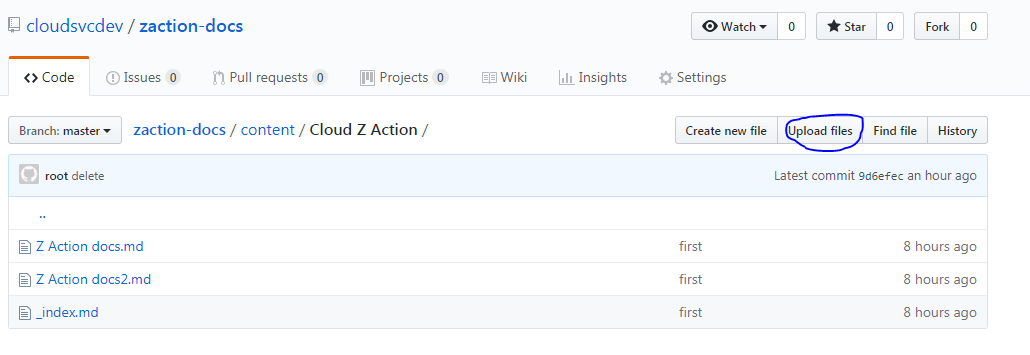 cloudsvcdev / zaction-docs Watch 0 Star 0 Fork 0
Code Issues 0 Pull requests 0 Projects 0 Wiki Insights Settings
Branch: master zaction-docs / content / Cloud Z Action / Create new file Upload files Find file History
root delete Latest commit 9d6efec an hour ago
..
Z Action docs.md first 8 hours ago
Z Action docs2.md first 8 hours ago
_index.md first 8 hours ago